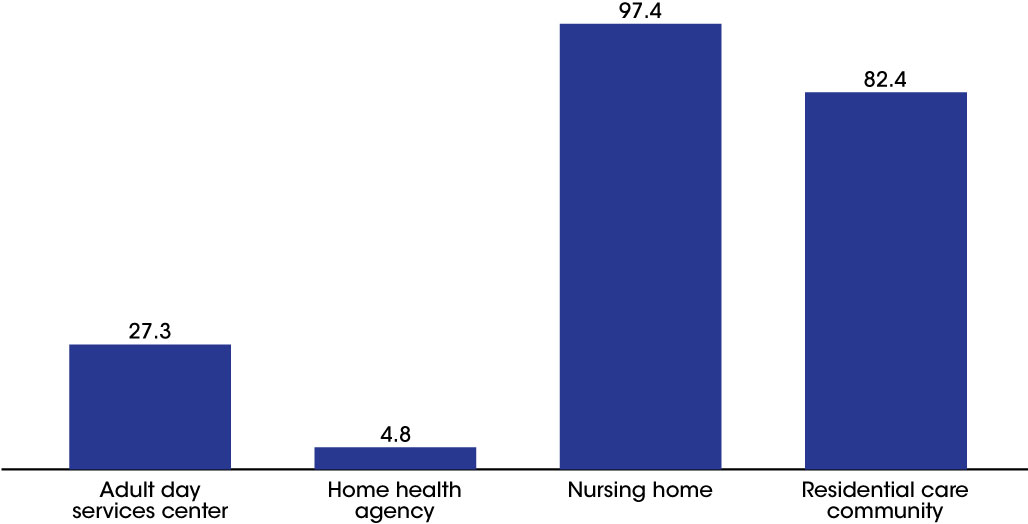 97.4
82.4
27.3
4.8
Adult day
services center
Home health
agency
Nursing home
Residential care
community